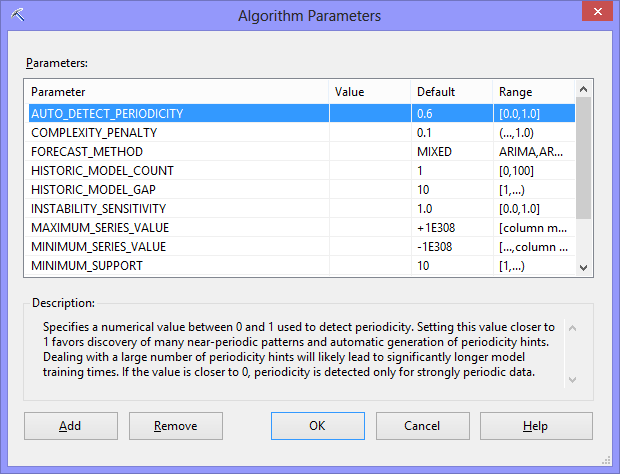 Algorithm Parameters
Parameters:
Parameter Value Default Range
AUTO_DETECT_PERIODICITY 0.6 [0.0,1.0]
COMPLEXITY_PENALTY 0.1 (...,1.0)
FORECAST_METHOD MIXED ARIMA,AR...
HISTORIC_MODEL_COUNT 1 [0,100]
HISTORIC_MODEL_GAP 10 [1,...)
INSTABILITY_SENSITIVITY 1.0 [0.0,1.0]
MAXIMUM_SERIES_VALUE +1E308 [column m...
MINIMUM_SERIES_VALUE -1E308 [...,column ...
MINIMUM_SUPPORT 10 [1,...)
Description:
Specifies a numerical value between 0 and 1 used to detect periodicity. Setting this value closer to
1 favors discovery of many near-periodic patterns and automatic generation of periodicity hints.
Dealing with a large number of periodicity hints will likely lead to significantly longer model
training times. If the value is closer to 0, periodicity is detected only for strongly periodic data.
Add Remove OK Cancel Help